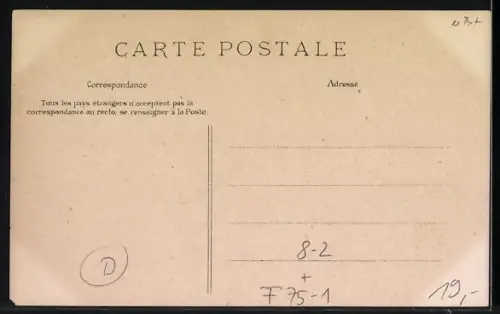 CARTE POSTALE
Correspondance
Adresse
Tous les pays étrangers n'acceptent pas la
correspondance au recto, se renseigner à la Poste.
8-2
+
F 75-1
D
19,-